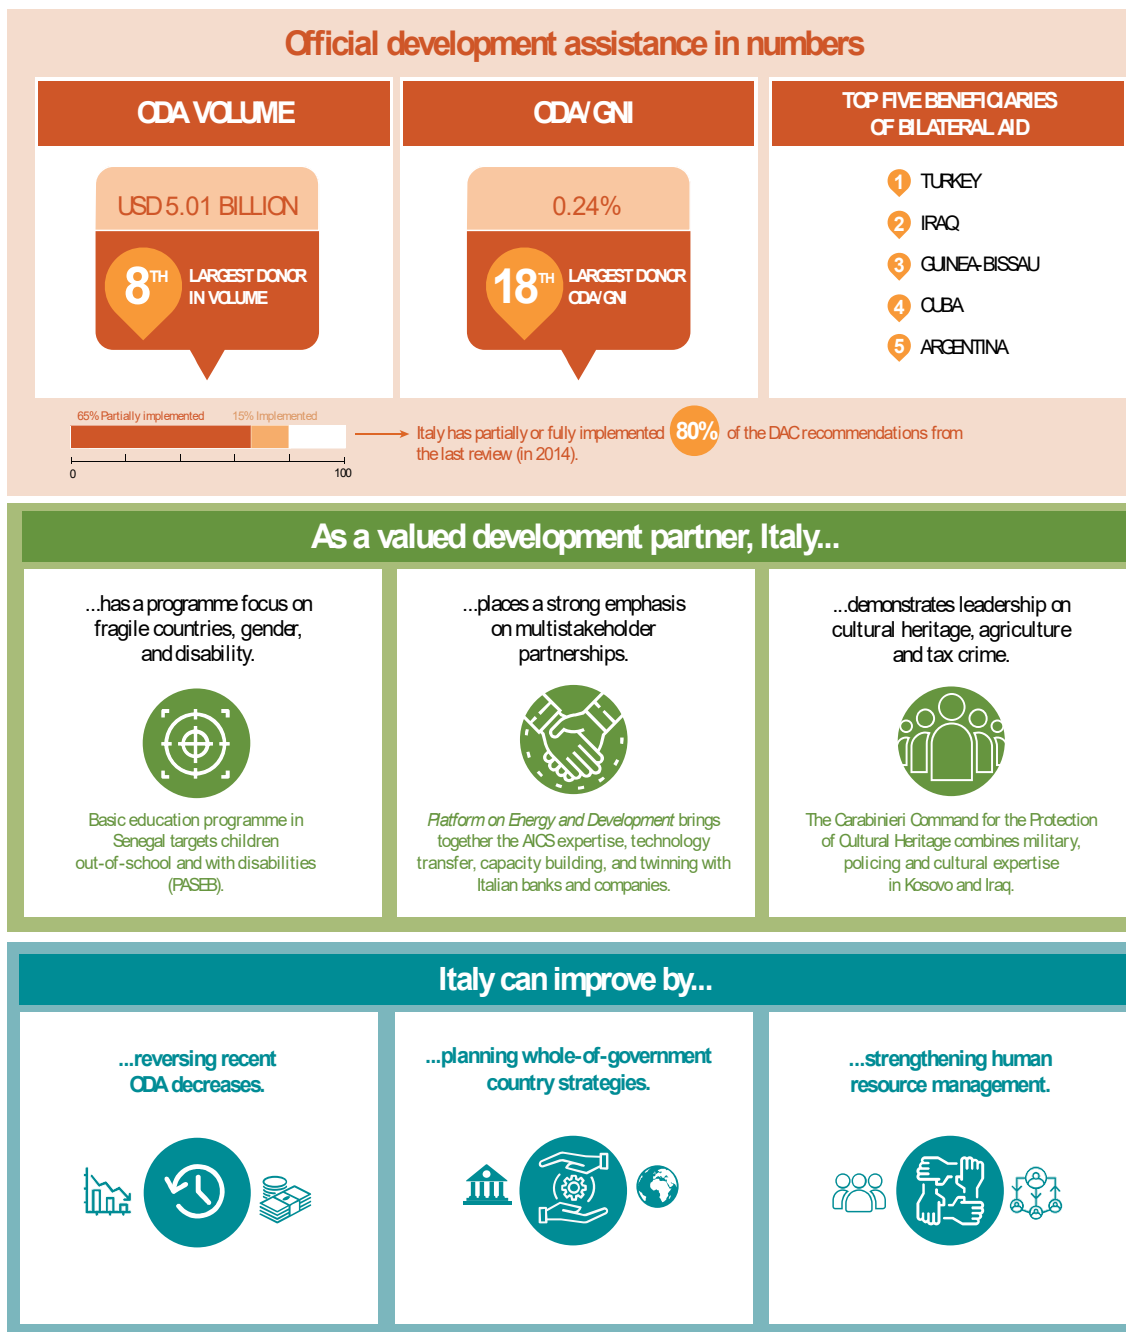 Official development assistance in numbers
ODA VOLUME
USD 5.01 BILLION
8TH
LARGEST DONOR
IN VOLUME
ODA/ GNI
0.24%
18TH
LARGEST DONOR
ODA/ GNI
TOP FIVE BENEFICIARIES
OF BILATERAL AID
1 TURKEY
2 IRAQ
3 GUINEA-BISSAU
4 CUBA
5 ARGENTINA
65% Partially implemented 15% Implemented
0 100
Italy has partially or fully implemented 80% of the DAC recommendations from
the last review (in 2014).
As a valued development partner, Italy...
...has a programme focus on
fragile countries, gender,
and disability.
Basic education programme in
Senegal targets children
out-of-school and with disabilities
(PASEB).
...places a strong emphasis
on multistakeholder
partnerships.
Platform on Energy and Development brings
together the AICS expertise, technology
transfer, capacity building, and twinning with
Italian banks and companies.
...demonstrates leadership on
cultural heritage, agriculture
and tax crime.
The Carabinieri Command for the Protection
of Cultural Heritage combines military,
policing and cultural expertise
in Kosovo and Iraq.
Italy can improve by...
...reversing recent
ODA decreases.
...planning whole-of-government
country strategies.
...strengthening human
resource management.